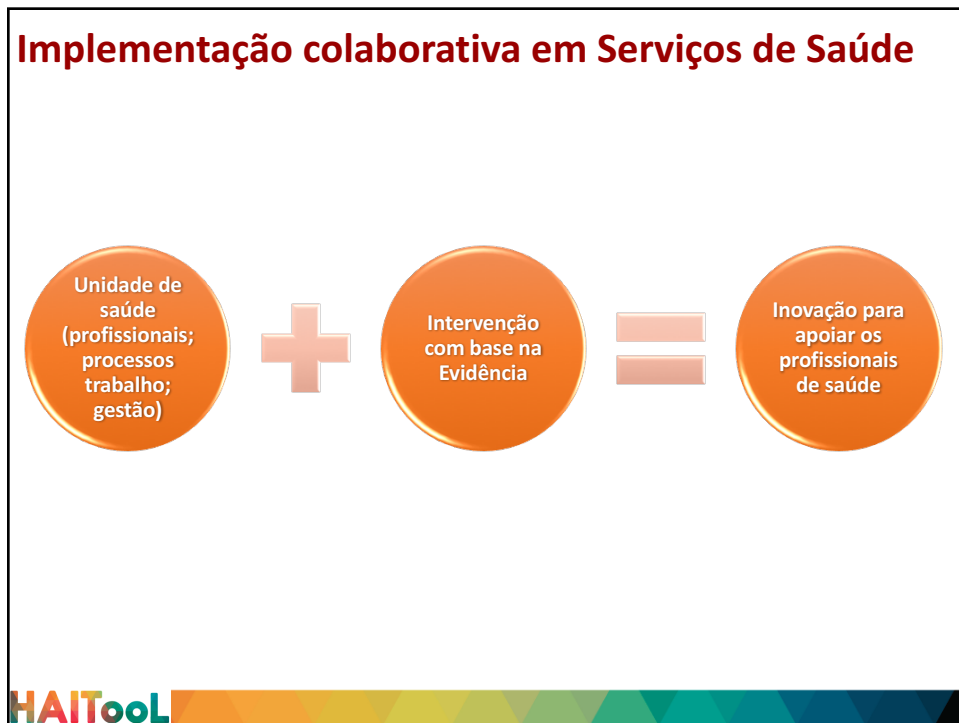 Implementação colaborativa em Serviços de Saúde
Unidade de
saúde
(profissionais;
processos
trabalho;
gestão)
Intervenção
com base na
Evidência
Inovação para
apoiar os
profissionais
de saúde
HAITooL